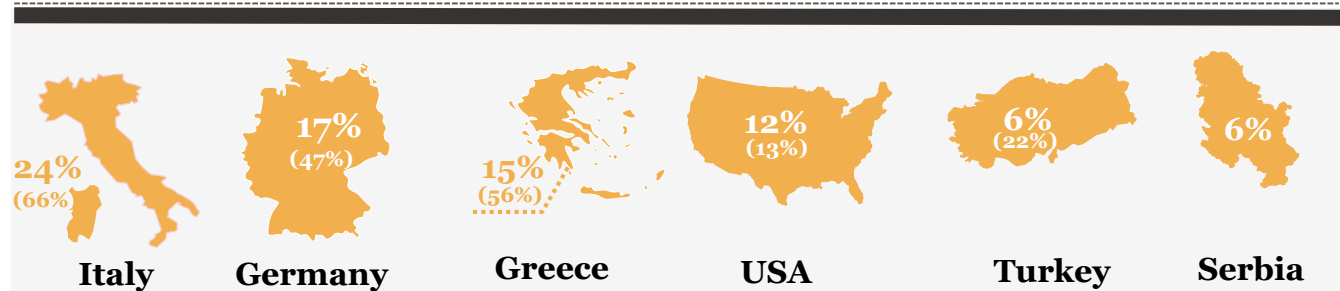 24%
(66%)
Italy
17%
(47%)
Germany
15%
(56%)
Greece
12%
(13%)
USA
6%
(22%)
Turkey
6%
Serbia